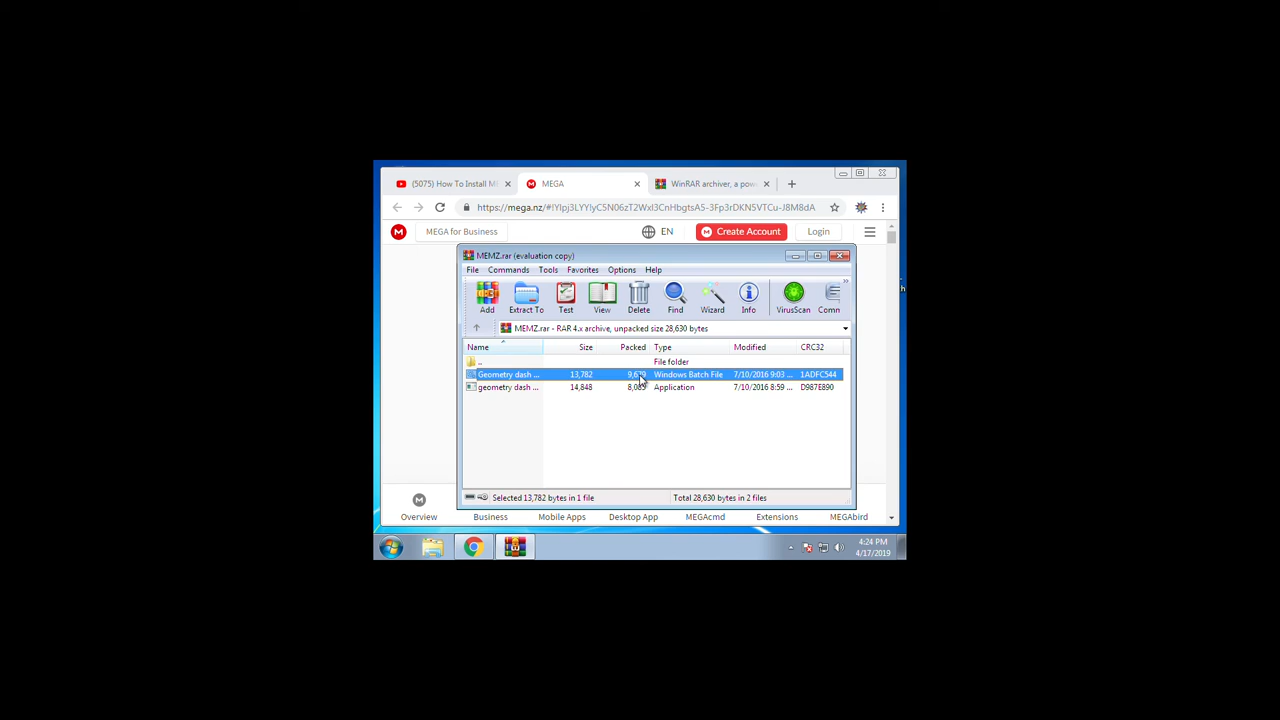 (5075) How To Install M
MEGA
WinRAR archiver, a pow
https://mega.nz/#!YIpj3LYY!yC5N06zT2WxI3CnHbgtsA5-3Fp3rDKN5VTCu-J8M8dA
MEGA for Business
EN
Create Account
Login
MEMZ.rar (evaluation copy)
File Commands Tools Favorites Options Help
Add Extract To Test View Delete Find Wizard Info VirusScan Comn
MEMZ.rar - RAR 4.x archive, unpacked size 28,630 bytes
Name Size Packed Type Modified CRC32
.. File folder
Geometry dash ... 13,782 Windows Batch File 7/10/2016 9:03 ... 1ADFC544
geometry dash ... 14,848 Application 7/10/2016 8:59 ... D987E890
Selected 13,782 bytes in 1 file Total 28,630 bytes in 2 files
Overview Business Mobile Apps Desktop App MEGAcmd Extensions MEGAbird
4:24 PM
4/17/2019